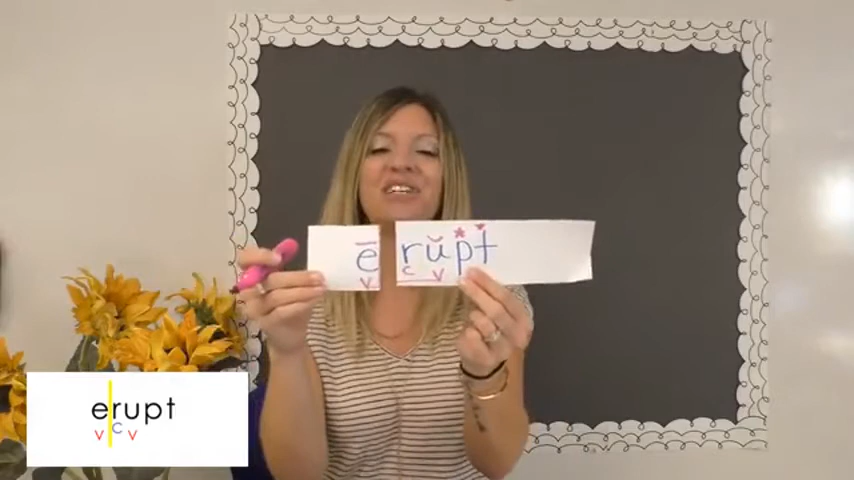 ē rŭpt
v c v
erupt
v c v